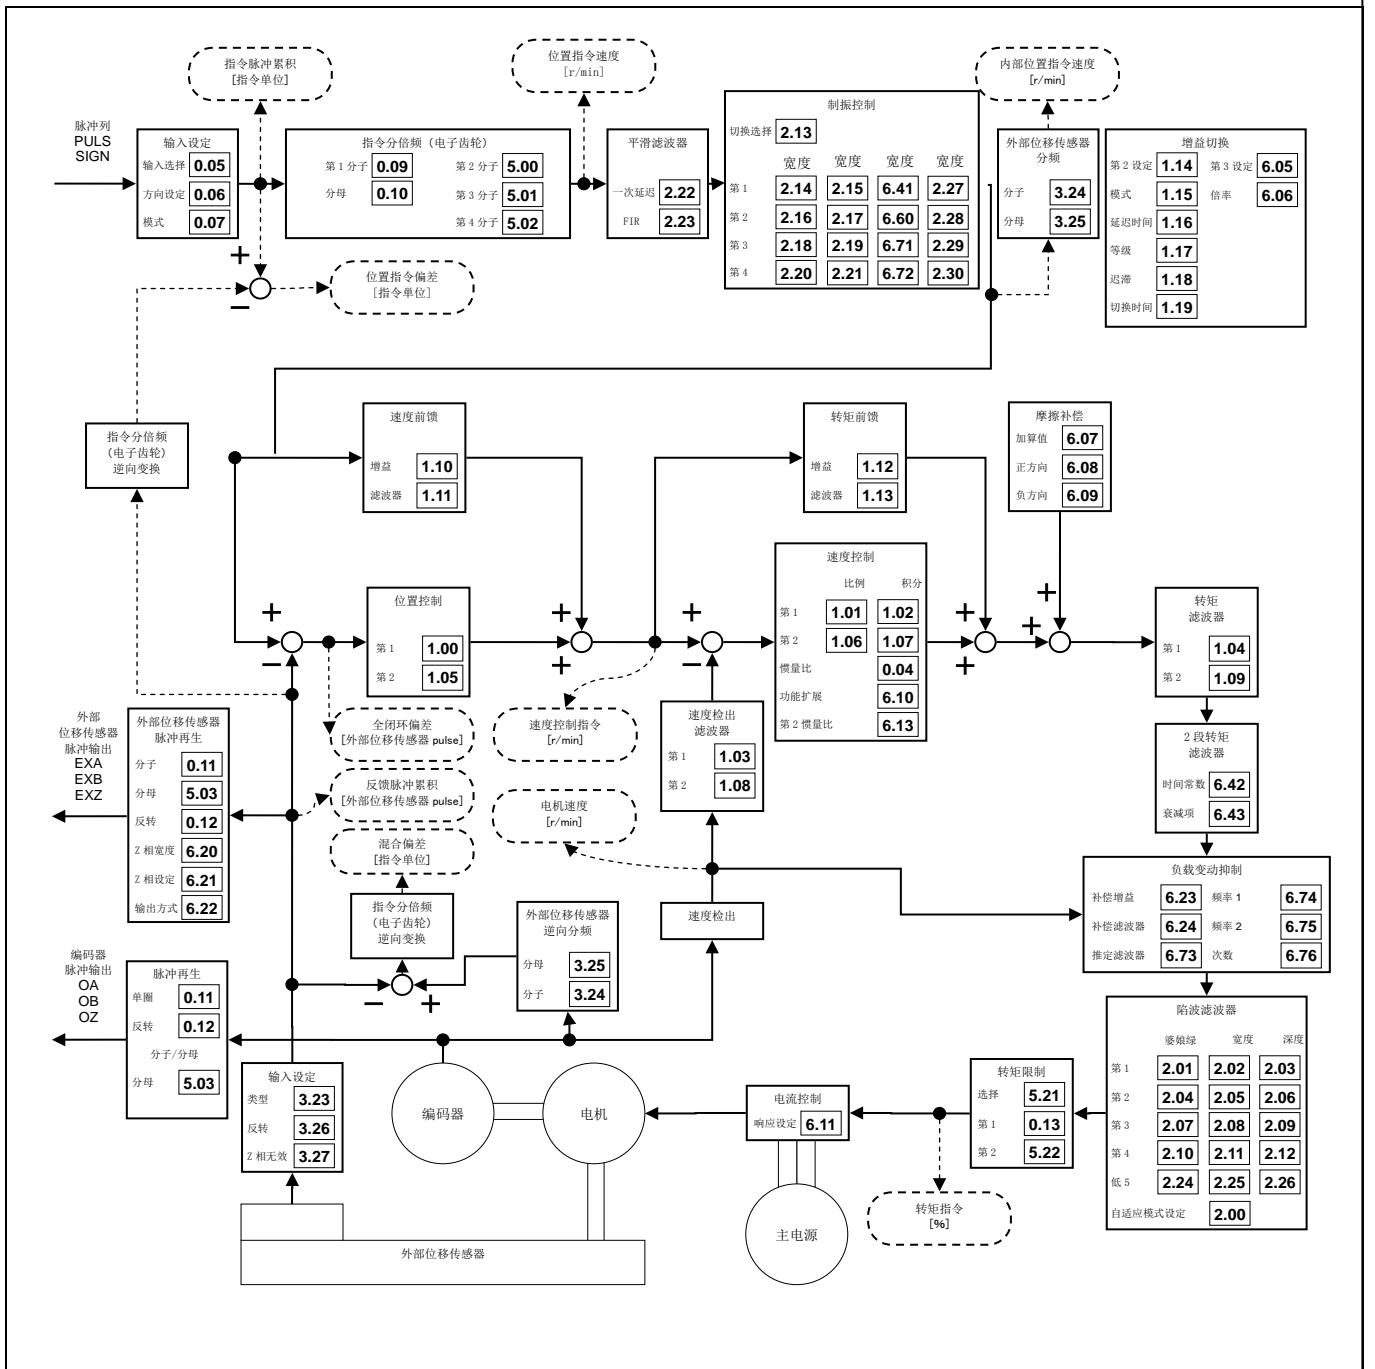 指令脉冲累积
[指令单位]
位置指令速度
[r/min]
内部位置指令速度
[r/min]
脉冲列
PULS
SIGN
输入设定
输入选择 0.05
方向设定 0.06
模式 0.07
指令分倍频（电子齿轮）
第 1 分子 0.09 第 2 分子 5.00
分母 0.10 第 3 分子 5.01
第 4 分子 5.02
平滑滤波器
一次延迟 2.22
FIR 2.23
制振控制
切换选择 2.13
宽度 宽度 宽度 宽度
第 1 2.14 2.15 6.41 2.27
第 2 2.16 2.17 6.60 2.28
第 3 2.18 2.19 6.71 2.29
第 4 2.20 2.21 6.72 2.30
外部位移传感器
分频
分子 3.24
分母 3.25
增益切换
第 2 设定 1.14 第 3 设定 6.05
模式 1.15 倍率 6.06
延迟时间 1.16
等级 1.17
迟滞 1.18
切换时间 1.19
+
−
位置指令偏差
[指令单位]
指令分倍频
（电子齿轮）
逆向变换
速度前馈
增益 1.10
滤波器 1.11
转矩前馈
增益 1.12
滤波器 1.13
摩擦补偿
加算值 6.07
正方向 6.08
负方向 6.09
+
−
位置控制
第 1 1.00
第 2 1.05
+
+
+
−
速度控制
比例 积分
第 1 1.01 1.02
第 2 1.06 1.07
惯量比 0.04
功能扩展 6.10
第 2 惯量比 6.13
+
+
+
+
转矩
滤波器
第 1 1.04
第 2 1.09
外部
位移传感器
脉冲输出
EXA
EXB
EXZ
外部位移传感器
脉冲再生
分子 0.11
分母 5.03
反转 0.12
Z 相宽度 6.20
Z 相设定 6.21
输出方式 6.22
全闭环偏差
[外部位移传感器 pulse]
反馈脉冲累积
[外部位移传感器 pulse]
混合偏差
[指令单位]
速度控制指令
[r/min]
电机速度
[r/min]
速度检出
滤波器
第 1 1.03
第 2 1.08
2 段转矩
滤波器
时间常数 6.42
衰减项 6.43
指令分倍频
（电子齿轮）
逆向变换
外部位移传感器
逆向分频
分母 3.25
分子 3.24
速度检出
负载变动抑制
补偿增益 6.23 频率 1 6.74
补偿滤波器 6.24 频率 2 6.75
推定滤波器 6.73 次数 6.76
−
+
编码器
脉冲输出
OA
OB
OZ
脉冲再生
单圈 0.11
反转 0.12
分子/分母
分母 5.03
输入设定
类型 3.23
反转 3.26
Z 相无效 3.27
编码器
电机
电流控制
响应设定 6.11
转矩限制
选择 5.21
第 1 0.13
第 2 5.22
陷波滤波器
婆娘绿 宽度 深度
第 1 2.01 2.02 2.03
第 2 2.04 2.05 2.06
第 3 2.07 2.08 2.09
第 4 2.10 2.11 2.12
低 5 2.24 2.25 2.26
自适应模式设定 2.00
主电源
转矩指令
[%]
外部位移传感器